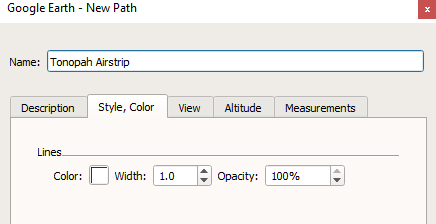 Google Earth - New Path
Name: Tonopah Airstrip
Description Style, Color View Altitude Measurements
Lines
Color: Width: 1.0 Opacity: 100%